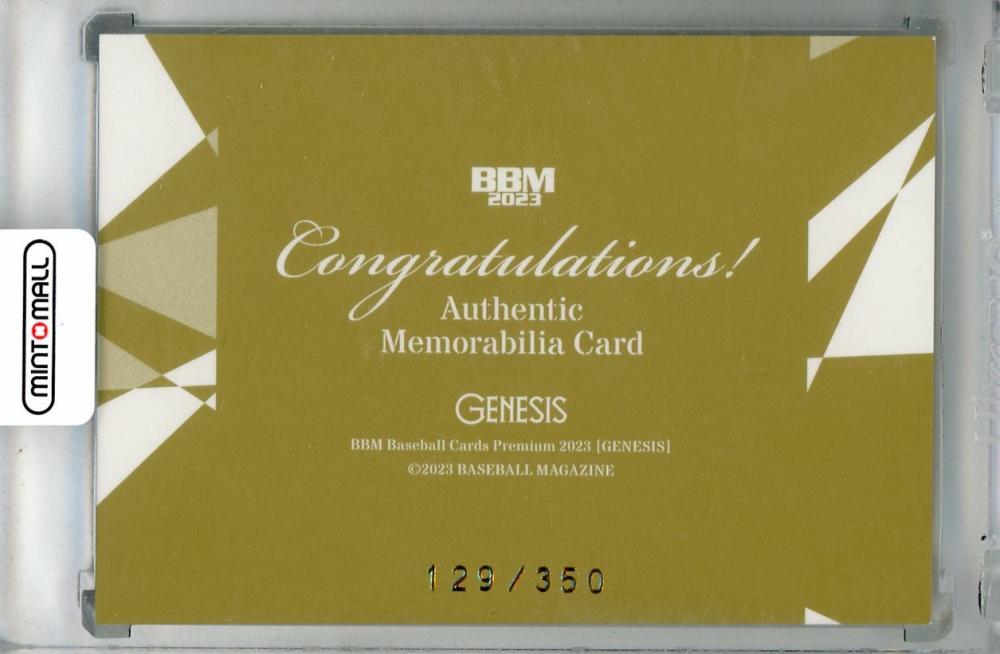 BBM
2023
Congratulations!
Authentic
Memorabilia Card
GENESIS
BBM Baseball Cards Premium 2023 [GENESIS]
©2023 BASEBALL MAGAZINE
129/350
MINTOMALL